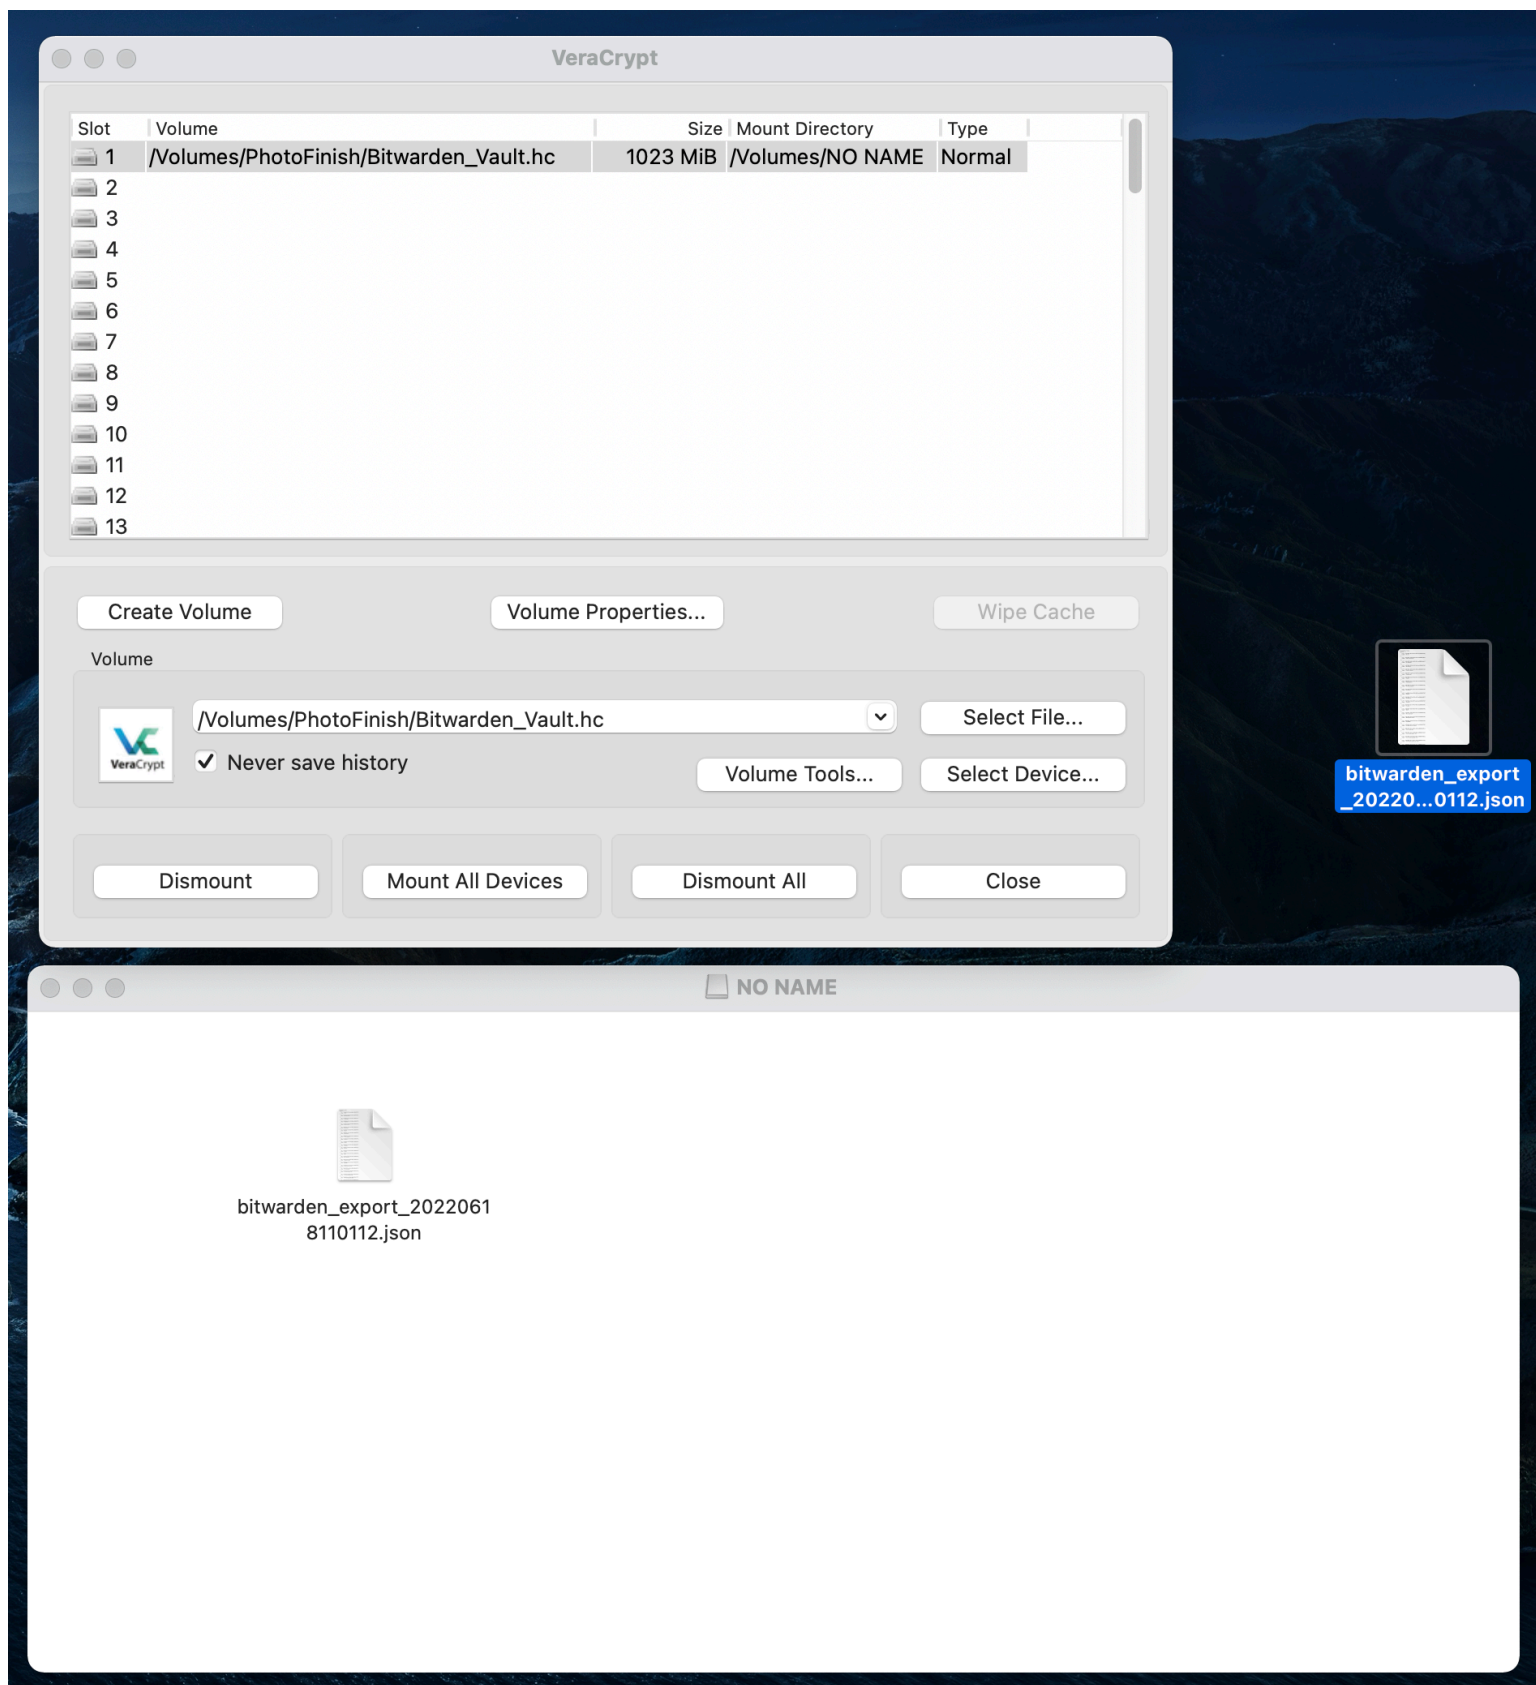 VeraCrypt
Slot Volume Size Mount Directory Type
1 /Volumes/PhotoFinish/Bitwarden_Vault.hc 1023 MiB /Volumes/NO NAME Normal
2
3
4
5
6
7
8
9
10
11
12
13
Create Volume Volume Properties... Wipe Cache
Volume
VC
VeraCrypt
/Volumes/PhotoFinish/Bitwarden_Vault.hc Select File...
Never save history
Volume Tools... Select Device...
bitwarden_export
_20220...0112.json
Dismount Mount All Devices Dismount All Close
NO NAME
bitwarden_export_2022061
8110112.json